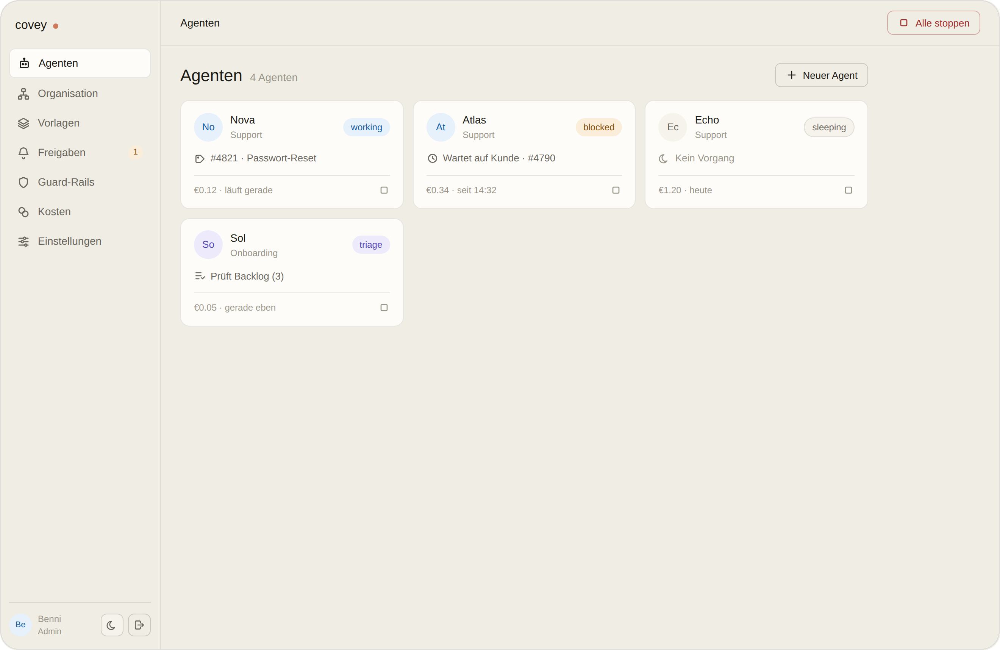 covey
Agenten
Organisation
Vorlagen
Freigaben 1
Guard-Rails
Kosten
Einstellungen
Be
Benni
Admin
Agenten
Alle stoppen
Agenten 4 Agenten
Neuer Agent
No
Nova
Support
working
#4821 · Passwort-Reset
€0.12 · läuft gerade
At
Atlas
Support
blocked
Wartet auf Kunde · #4790
€0.34 · seit 14:32
Ec
Echo
Support
sleeping
Kein Vorgang
€1.20 · heute
So
Sol
Onboarding
triage
Prüft Backlog (3)
€0.05 · gerade eben